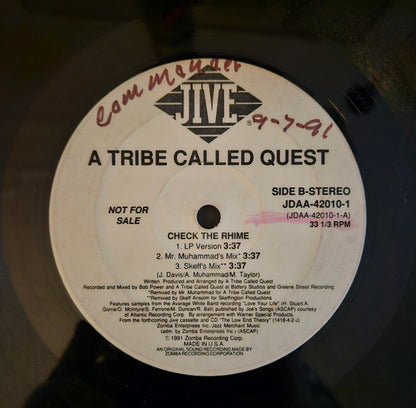 Commander
JIVE
®
9-7-91
A TRIBE CALLED QUEST
SIDE B-STEREO
JDAA-42010-1
(JDAA-42010-1-A)
33 1/3 RPM
NOT FOR
SALE
CHECK THE RHIME
1. LP Version 3:37
2. Mr. Muhammad's Mix* 3:37
3. Skeff's Mix** 3:37
(J. Davis/A. Muhammad/M. Taylor)
Written, Produced and Arranged by A Tribe Called Quest
Recorded and Mixed by Bob Power and A Tribe Called Quest at Battery Studios and Greene Street Recording
*Remixed by Mr. Muhammad for A Tribe Called Quest
**Remixed by Skeff Anselm for Skeffington Productions
Features samples from the Average White Band recording "Love Your Life" (H. Stuart/A.
Gorrie/O. McIntyre/S. Ferrone/M. Duncan/R. Ball) published by Joe's Songs (ASCAP) courtesy
of Atlantic Recording Corp. By arrangement with Warner Special Products
From the forthcoming Jive cassette and CD "The Low End Theory" (1418-4/2-J)
Zomba Enterprises Inc./Jazz Merchant Music
(adm. by Zomba Enterprises Inc.) (ASCAP)
℗ 1991 Zomba Recording Corp.
MADE IN U.S.A
AN ORIGINAL SOUND RECORDING MADE BY
ZOMBA RECORDING CORPORATION